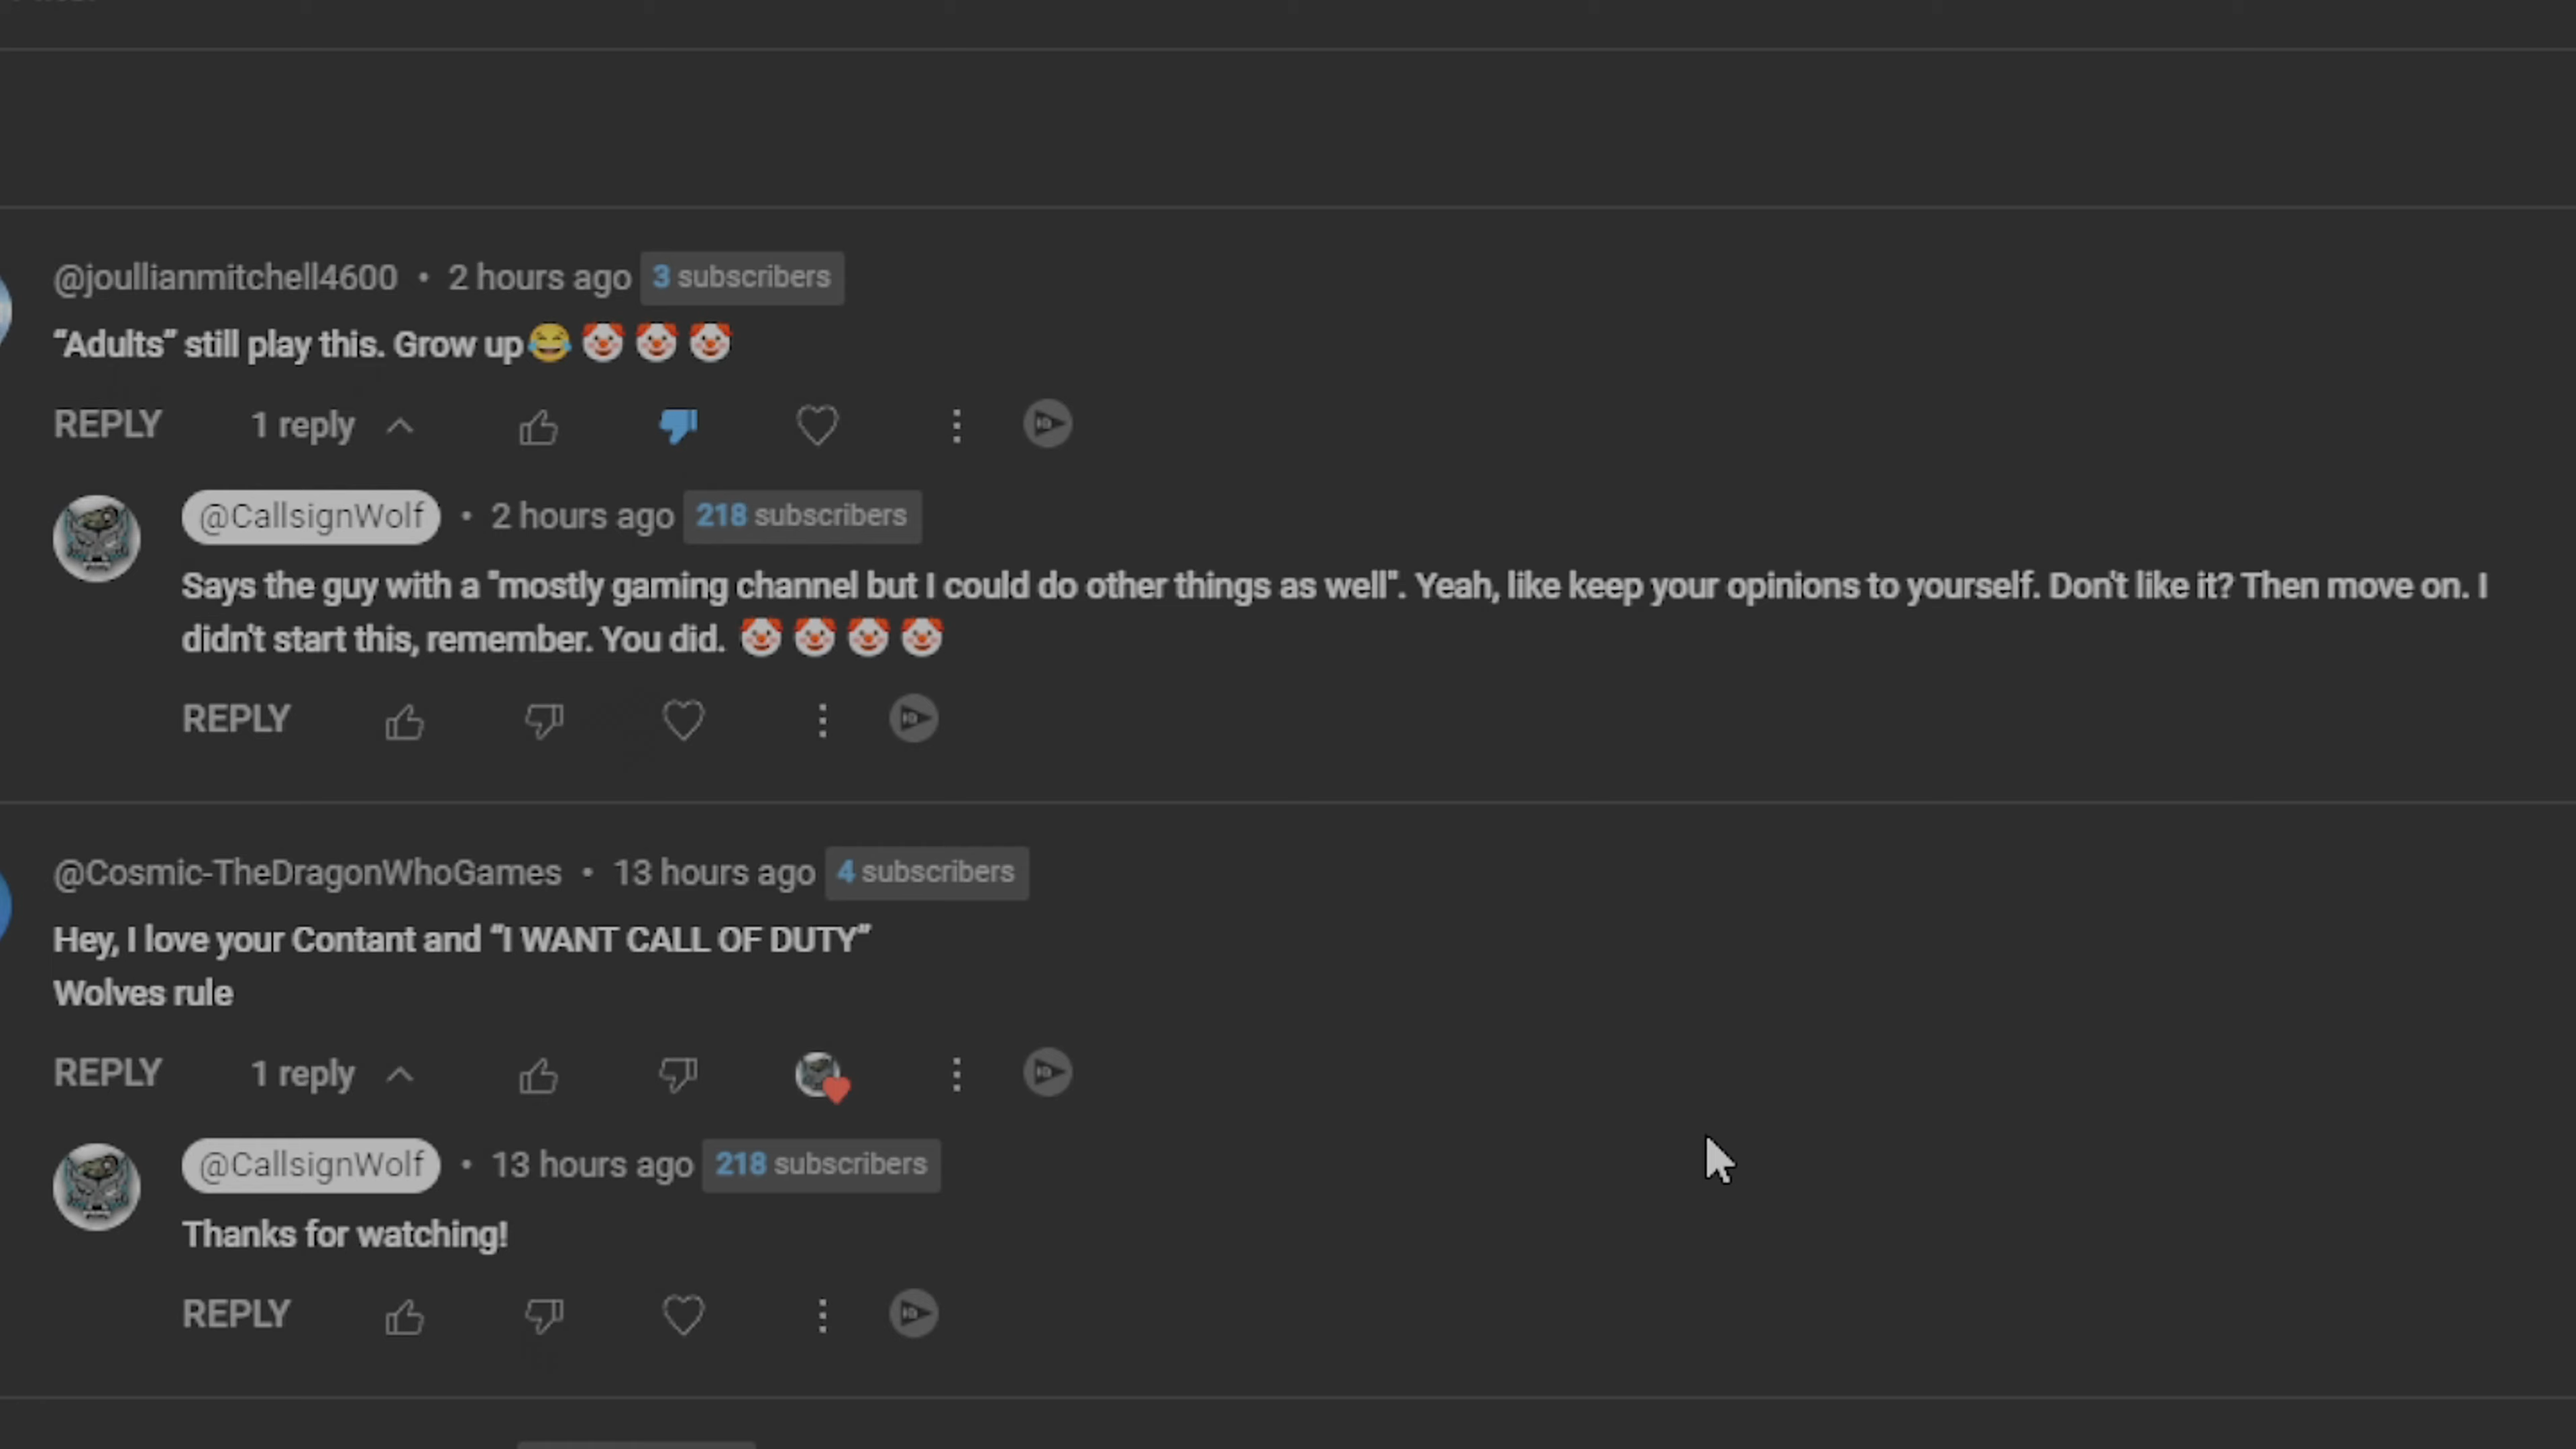 @joullianmitchell4600 • 2 hours ago 3 subscribers
“Adults” still play this. Grow up😂🤡🤡🤡
REPLY 1 reply
@CallsignWolf • 2 hours ago 218 subscribers
Says the guy with a "mostly gaming channel but I could do other things as well". Yeah, like keep your opinions to yourself. Don't like it? Then move on. I
didn't start this, remember. You did. 🤡🤡🤡🤡
REPLY
@Cosmic-TheDragonWhoGames • 13 hours ago 4 subscribers
Hey, I love your Contant and “I WANT CALL OF DUTY”
Wolves rule
REPLY 1 reply
@CallsignWolf • 13 hours ago 218 subscribers
Thanks for watching!
REPLY